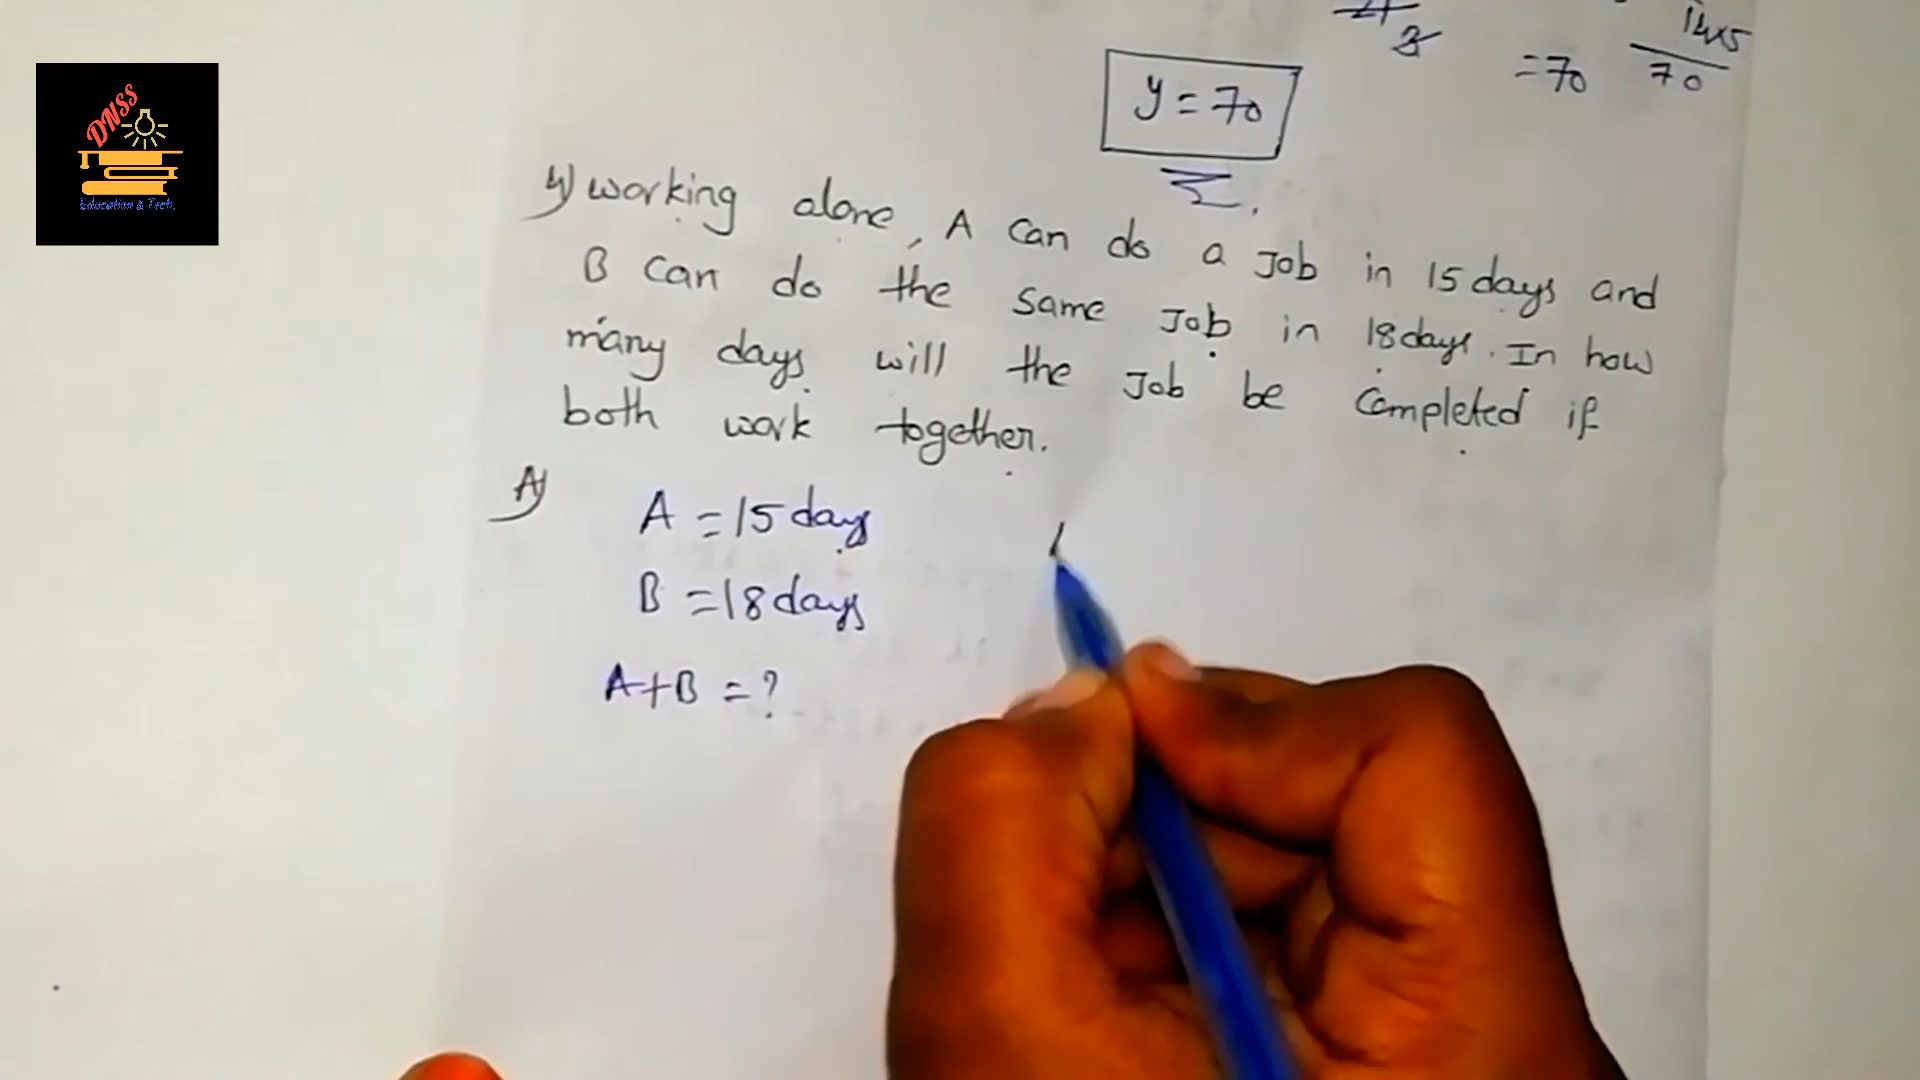 14x5
=70 70
y = 70
4) working alone, A can do a Job in 15 days and
B can do the same Job in 18 days. In how
many days will the Job be completed if
both work together.
A)
A = 15 days
B = 18 days
A+B = ?
DNSS
Education & Tech.